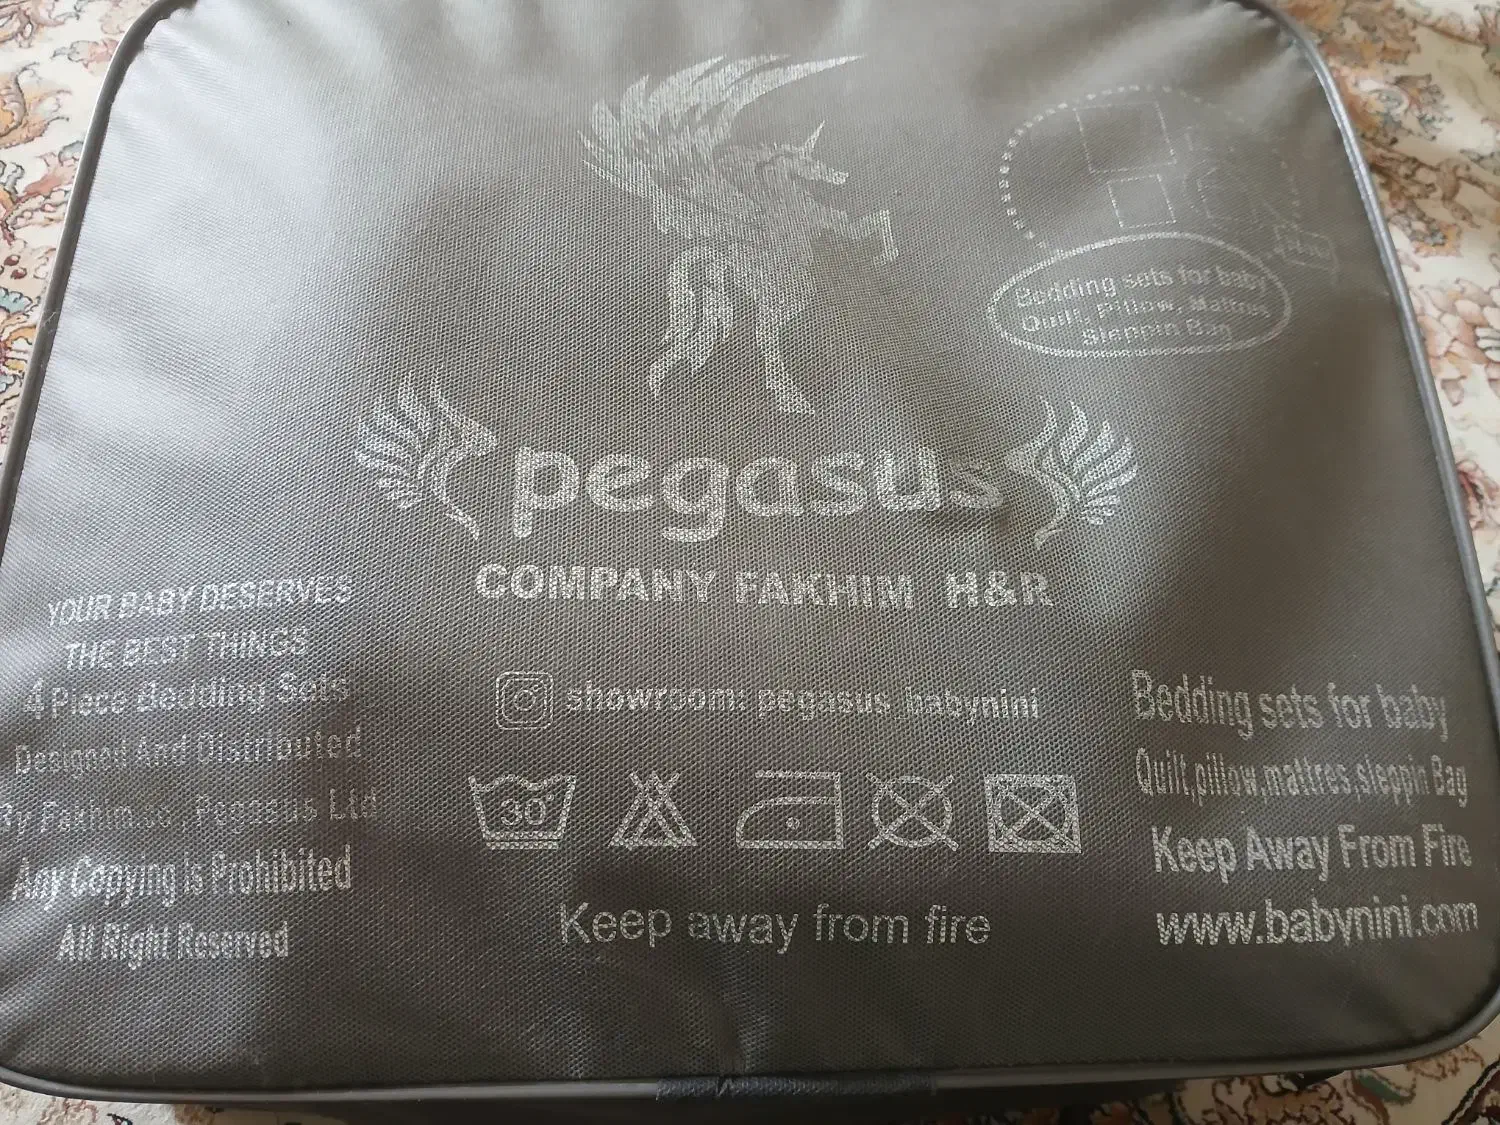 Bedding sets for baby
Quilt, Pillow, Mattres
Sleppin Bag
pegasus
COMPANY FAKHIM H&R
YOUR BABY DESERVES
THE BEST THINGS
4 Piece Bedding Sets
Designed And Distributed
By Fakhim.co, Pegasus Ltd
Any Copying is Prohibited
All Right Reserved
showroom: pegasus_babynini
30°
Keep away from fire
Bedding sets for baby
Quilt,pillow,mattres,sleppin Bag
Keep Away From Fire
www.babynini.com